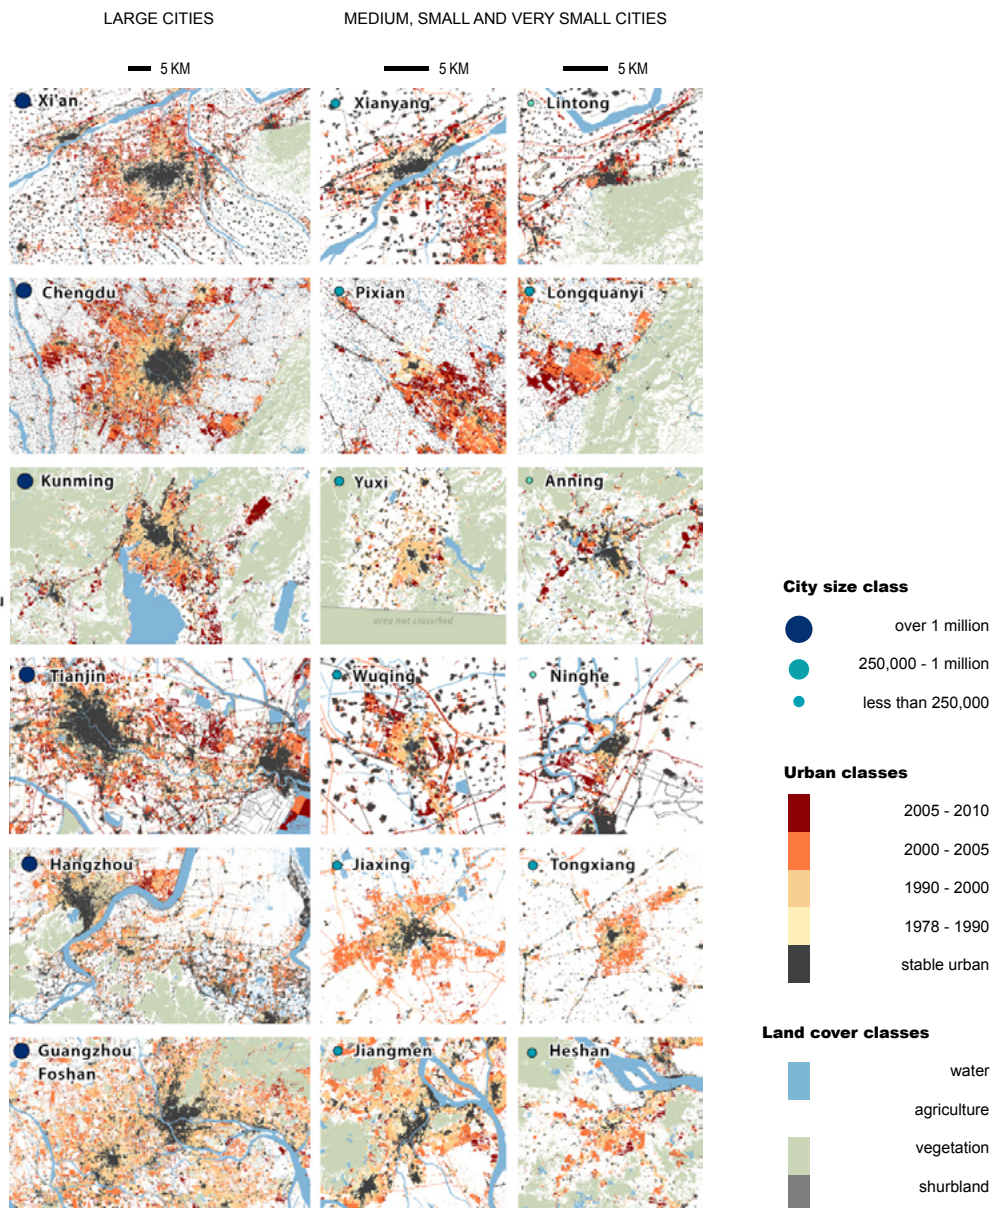 LARGE CITIES
MEDIUM, SMALL AND VERY SMALL CITIES
5 KM
5 KM
5 KM
Xi'an
Xianyang
Lintong
Chengdu
Pixian
Longquanyi
Kunming
Yuxi
Anning
area not classified
Tianjin
Wuqing
Ninghe
Hangzhou
Jiaxing
Tongxiang
Guangzhou
Foshan
Jiangmen
Heshan
City size class
over 1 million
250,000 - 1 million
less than 250,000
Urban classes
2005 - 2010
2000 - 2005
1990 - 2000
1978 - 1990
stable urban
Land cover classes
water
agriculture
vegetation
shurbland